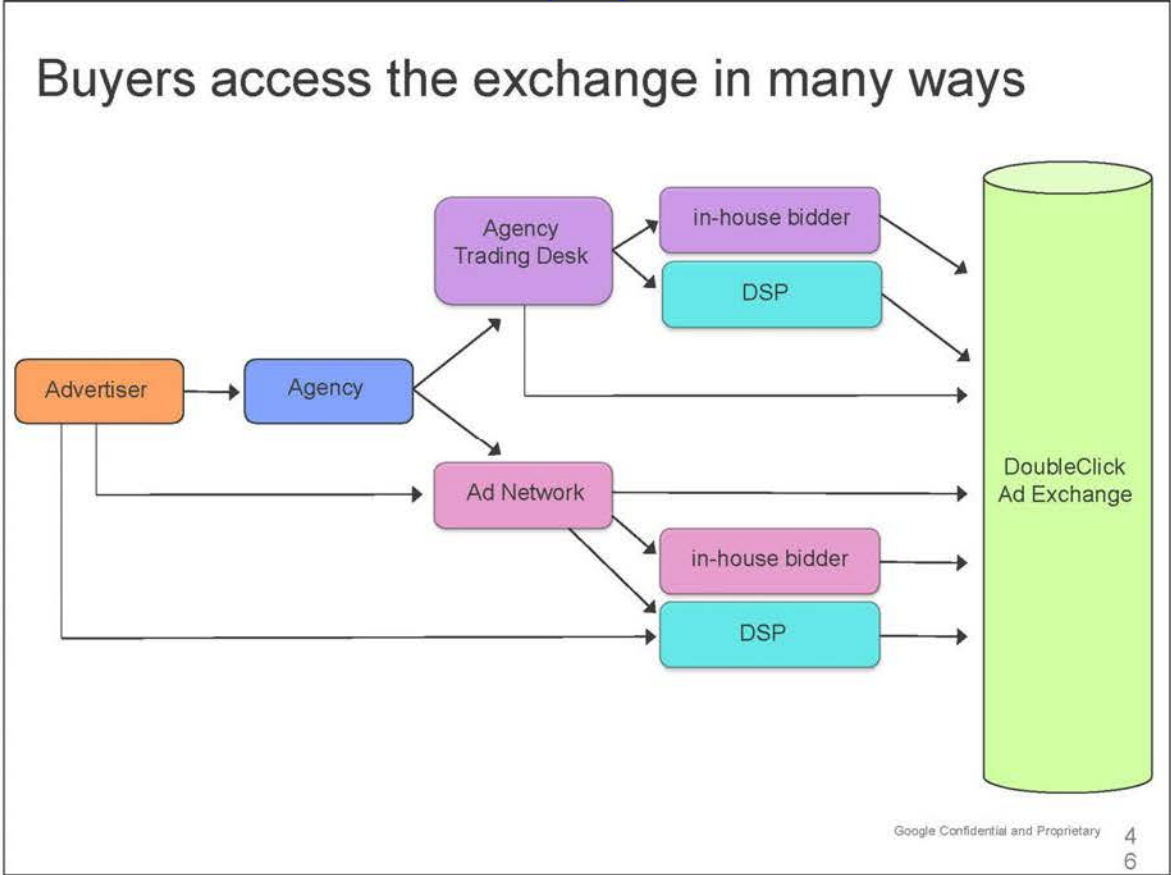 Buyers access the exchange in many ways
Agency
Trading Desk
in-house bidder
DSP
Advertiser
Agency
Ad Network
in-house bidder
DSP
DoubleClick
Ad Exchange
Google Confidential and Proprietary
4
6